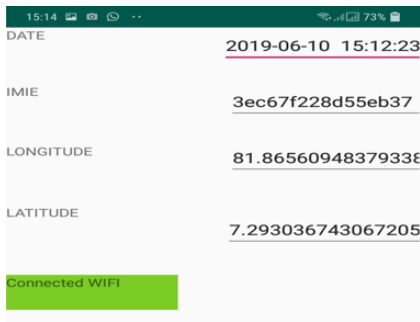 15:14 73%
DATE
2019-06-10 15:12:23
IMIE
3ec67f228d55eb37
LONGITUDE
81.8656094837933
LATITUDE
7.293036743067205
Connected WIFI